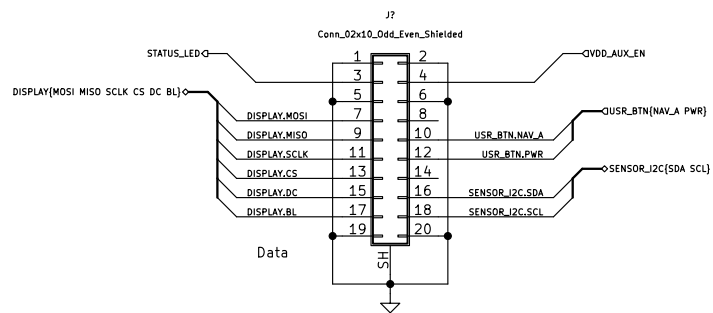 J?
Conn_02x10_Odd_Even_Shielded
STATUS_LED
VDD_AUX_EN
1 2
3 4
5 6
DISPLAY{MOSI MISO SCLK CS DC BL}
USR_BTN{NAV_A PWR}
DISPLAY.MOSI 7 8
DISPLAY.MISO 9 10 USR_BTN.NAV_A
DISPLAY.SCLK 11 12 USR_BTN.PWR
SENSOR_I2C{SDA SCL}
DISPLAY.CS 13 14
DISPLAY.DC 15 16 SENSOR_I2C.SDA
DISPLAY.BL 17 18 SENSOR_I2C.SCL
19 20
Data
SH